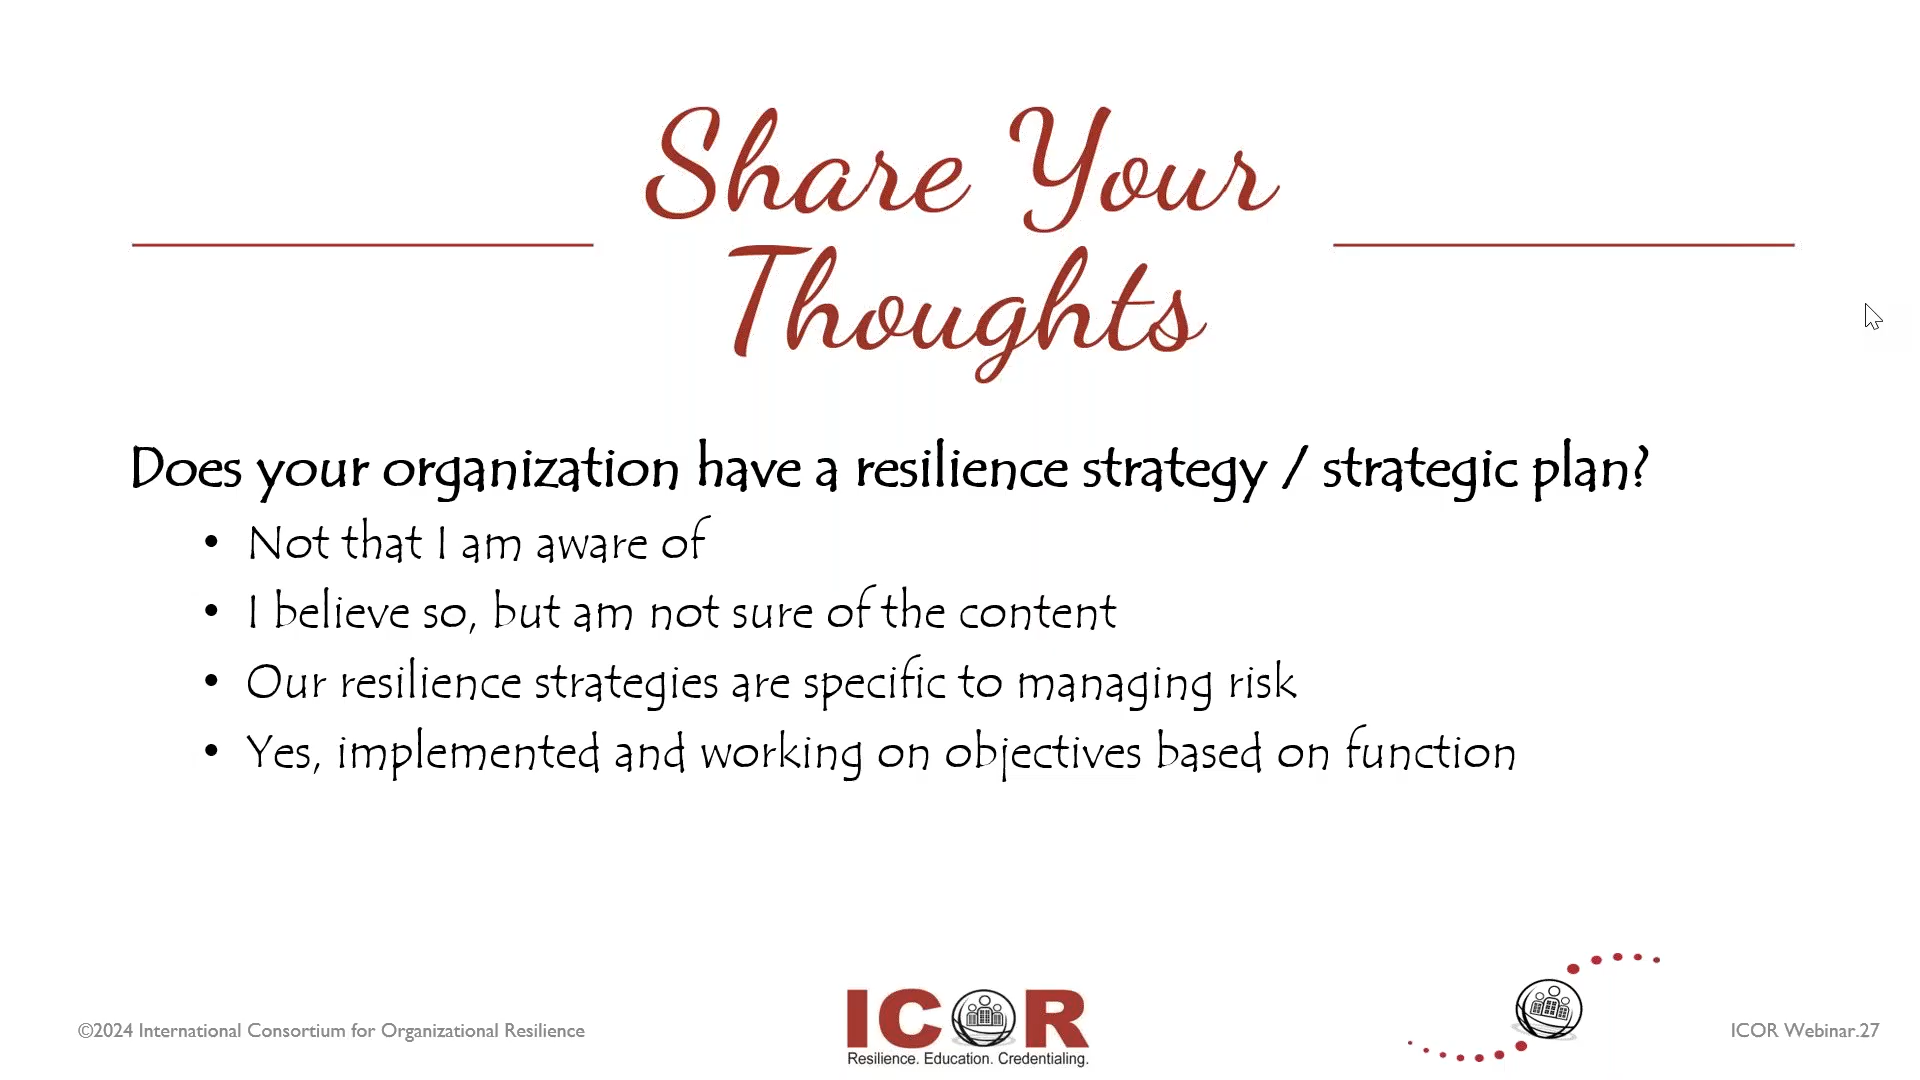 Share Your
Thoughts
Does your organization have a resilience strategy / strategic plan?
• Not that I am aware of
• I believe so, but am not sure of the content
• Our resilience strategies are specific to managing risk
• Yes, implemented and working on objectives based on function
©2024 International Consortium for Organizational Resilience
ICOR
Resilience. Education. Credentialing.
ICOR Webinar.27